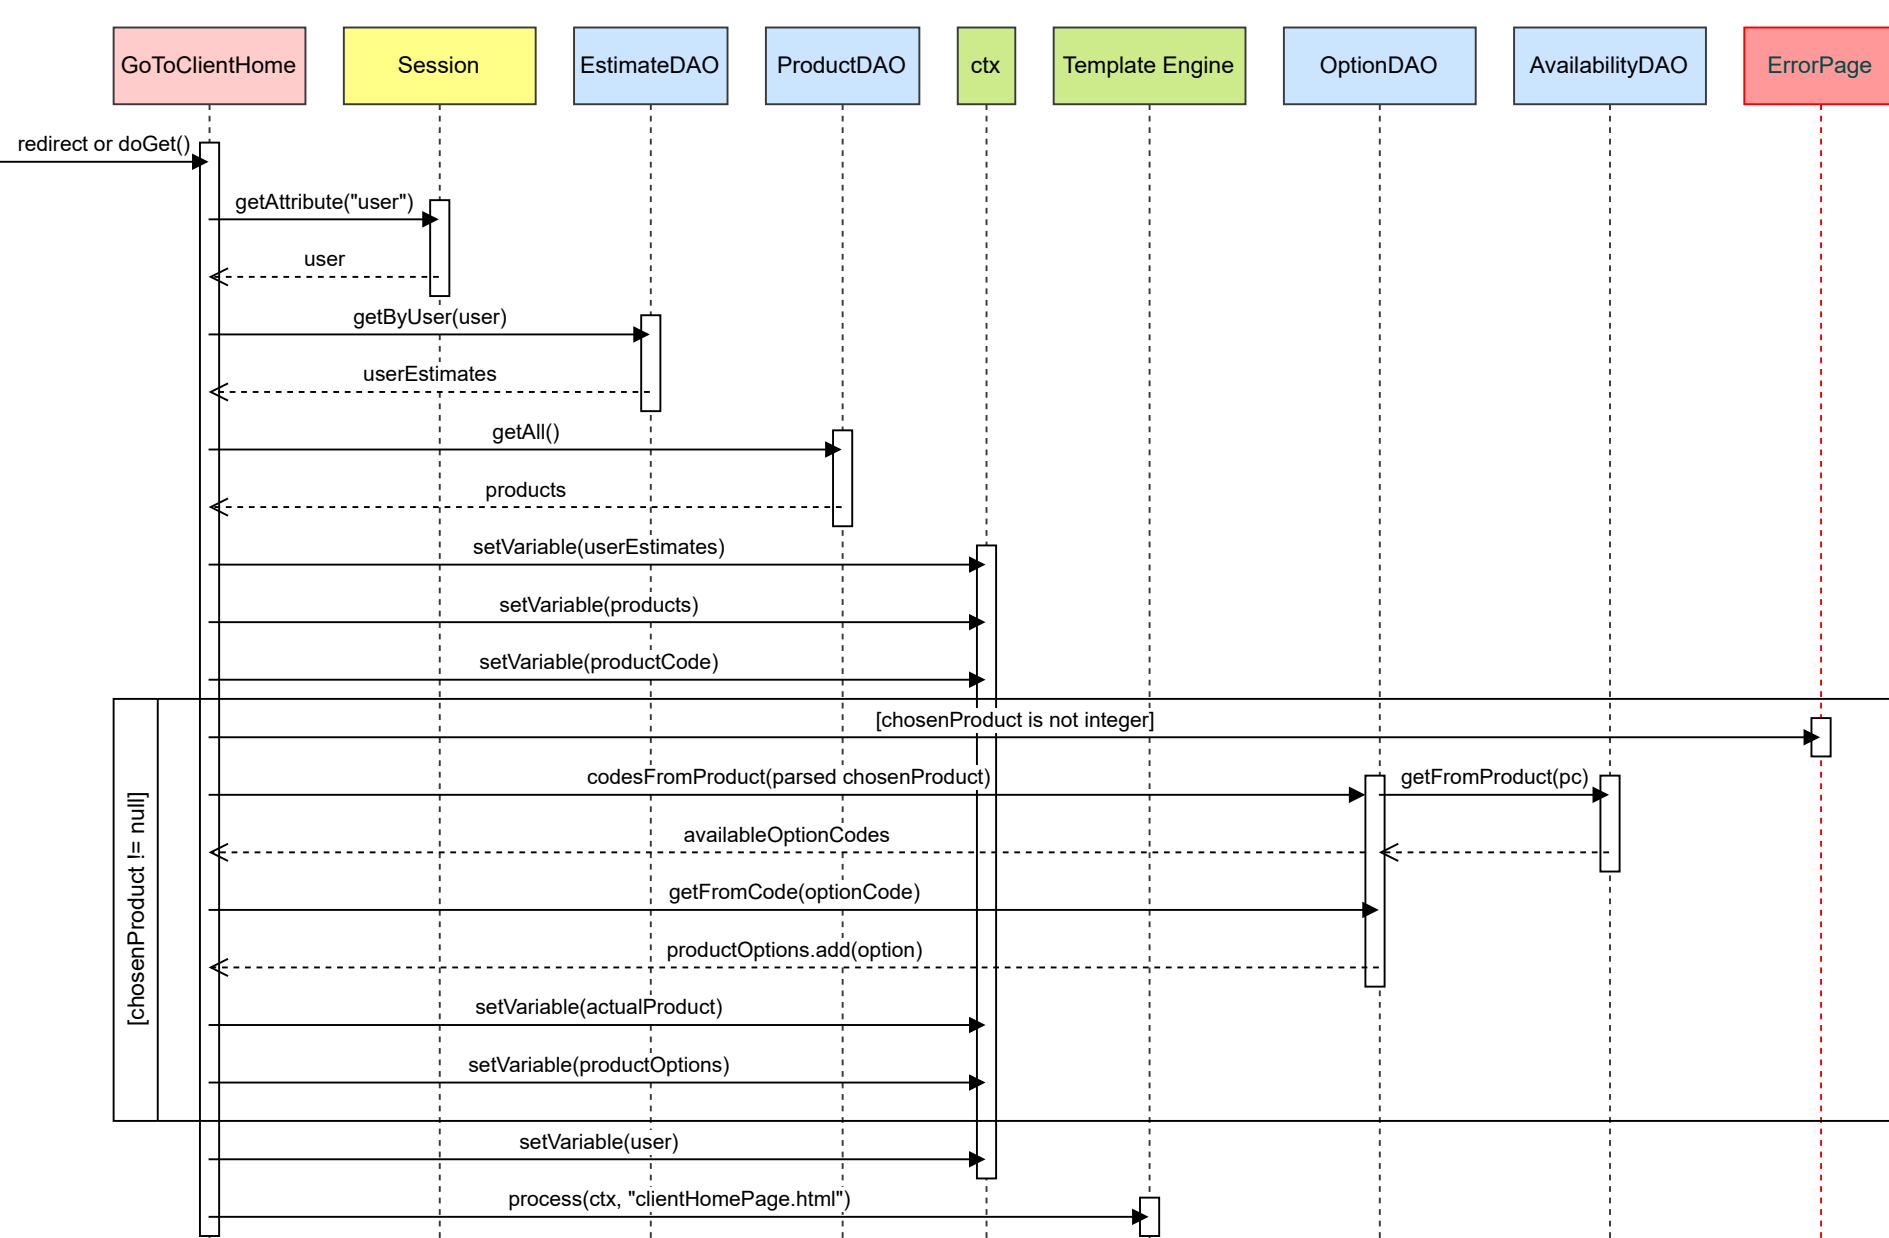 GoToClientHome
Session
EstimateDAO
ProductDAO
ctx
Template Engine
OptionDAO
AvailabilityDAO
ErrorPage
redirect or doGet()
getAttribute("user")
user
getByUser(user)
userEstimates
getAll()
products
setVariable(userEstimates)
setVariable(products)
setVariable(productCode)
[chosenProduct != null]
[chosenProduct is not integer]
codesFromProduct(parsed chosenProduct)
getFromProduct(pc)
availableOptionCodes
getFromCode(optionCode)
productOptions.add(option)
setVariable(actualProduct)
setVariable(productOptions)
setVariable(user)
process(ctx, "clientHomePage.html")